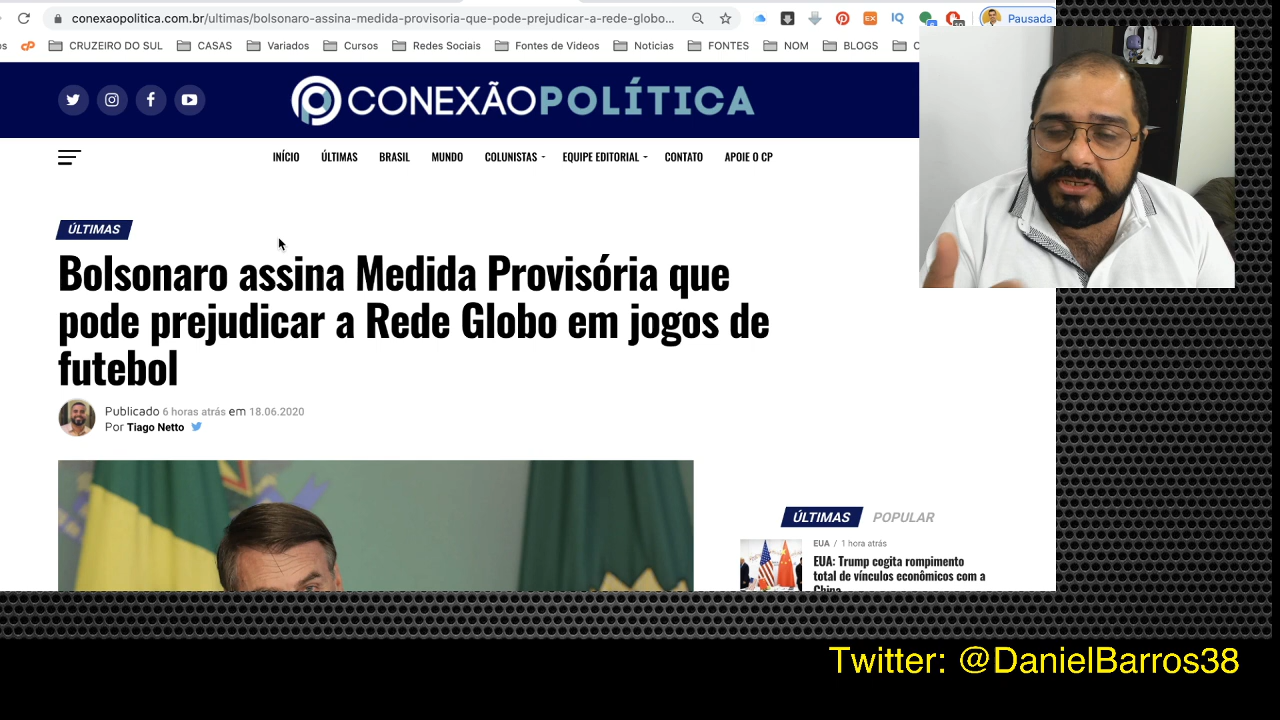 conexaopolitica.com.br/ultimas/bolsonaro-assina-medida-provisoria-que-pode-prejudicar-a-rede-globo...
Pausada
CRUZEIRO DO SUL
CASAS
Variados
Cursos
Redes Sociais
Fontes de Videos
Noticias
FONTES
NOM
BLOGS
CONEXÃOPOLÍTICA
INÍCIO
ÚLTIMAS
BRASIL
MUNDO
COLUNISTAS
EQUIPE EDITORIAL
CONTATO
APOIE O CP
ÚLTIMAS
Bolsonaro assina Medida Provisória que
pode prejudicar a Rede Globo em jogos de
futebol
Publicado 6 horas atrás em 18.06.2020
Por Tiago Netto
ÚLTIMAS
POPULAR
EUA / 1 hora atrás
EUA: Trump cogita rompimento
total de vínculos econômicos com a
China
Twitter: @DanielBarros38